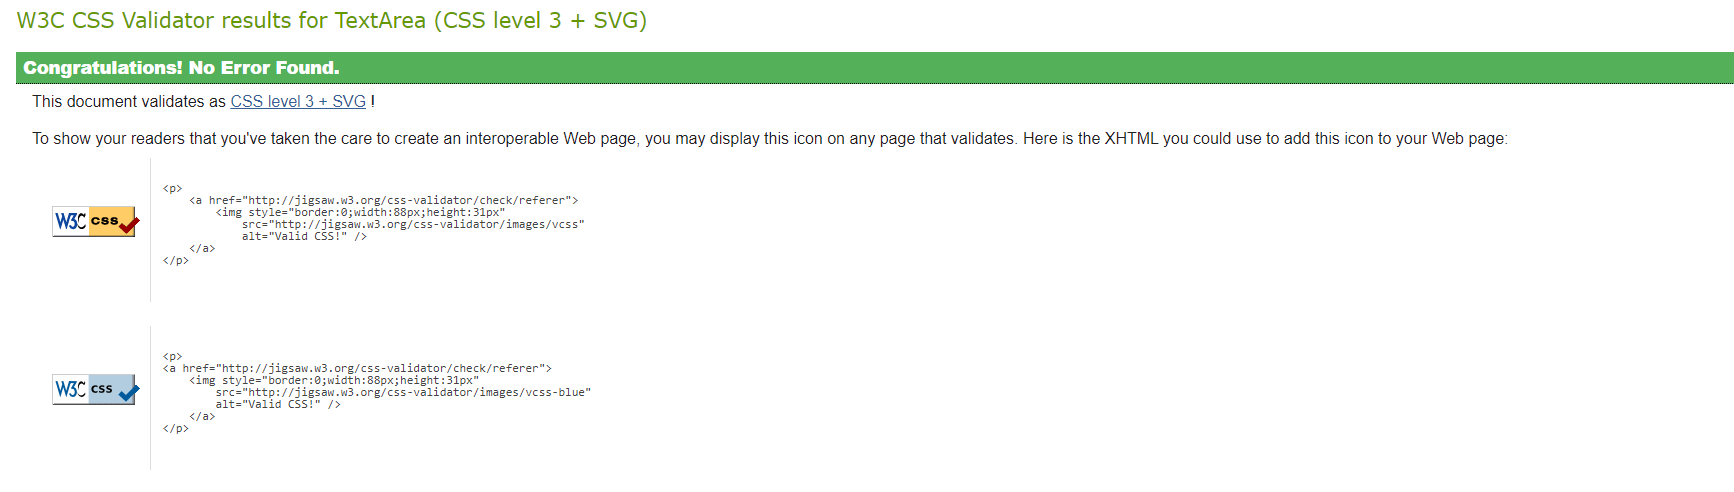 W3C CSS Validator results for TextArea (CSS level 3 + SVG)
Congratulations! No Error Found.
This document validates as CSS level 3 + SVG !
To show your readers that you've taken the care to create an interoperable Web page, you may display this icon on any page that validates. Here is the XHTML you could use to add this icon to your Web page:
W3C css
<p>
    <a href="http://jigsaw.w3.org/css-validator/check/referer">
        <img style="border:0;width:88px;height:31px"
            src="http://jigsaw.w3.org/css-validator/images/vcss"
            alt="Valid CSS!" />
    </a>
</p>
W3C css
<p>
<a href="http://jigsaw.w3.org/css-validator/check/referer">
    <img style="border:0;width:88px;height:31px"
        src="http://jigsaw.w3.org/css-validator/images/vcss-blue"
        alt="Valid CSS!" />
    </a>
</p>